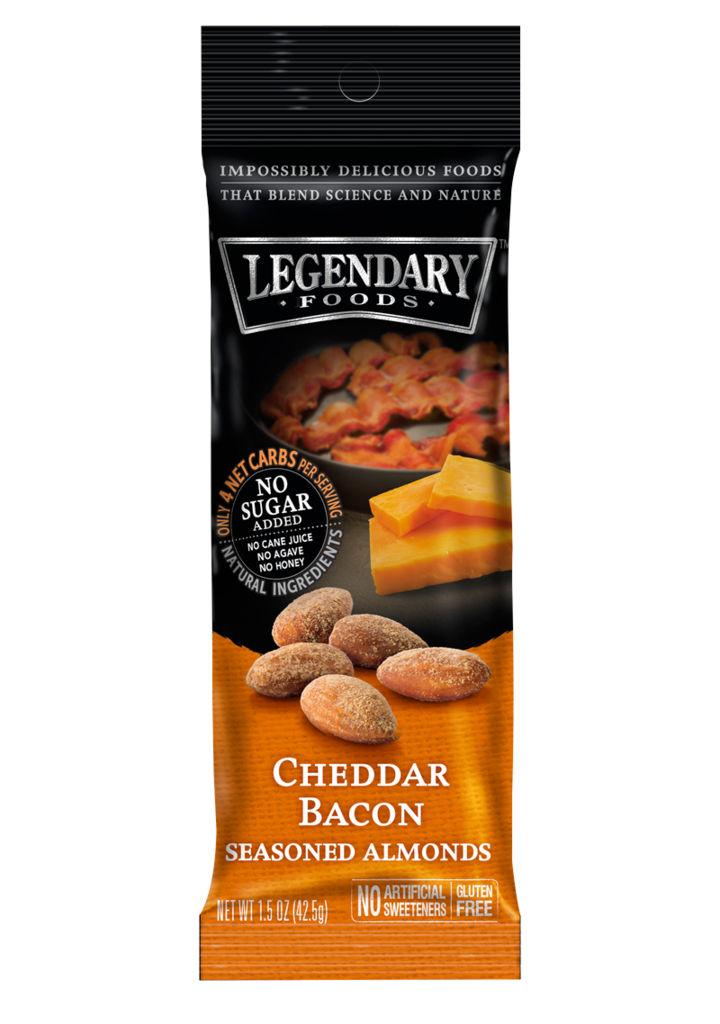 IMPOSSIBLY DELICIOUS FOODS
THAT BLEND SCIENCE AND NATURE
LEGENDARY TM
• FOODS •
ONLY 4 NET CARBS PER SERVING
NO
SUGAR
ADDED
NO CANE JUICE
NO AGAVE
NO HONEY
NATURAL INGREDIENTS
CHEDDAR
BACON
SEASONED ALMONDS
NET WT 1.5 OZ (42.5g)
NO ARTIFICIAL SWEETENERS
GLUTEN FREE